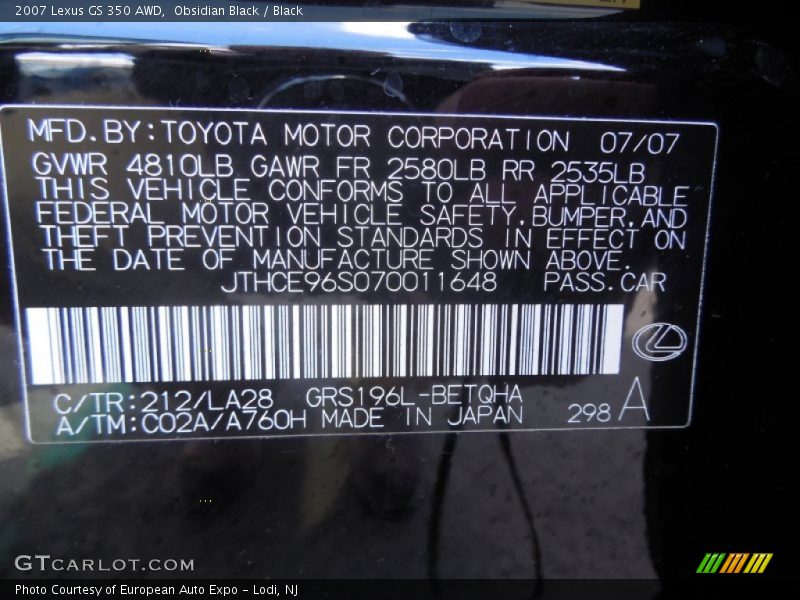 2007 Lexus GS 350 AWD, Obsidian Black / Black
MFD.BY:TOYOTA MOTOR CORPORATION 07/07
GVWR 4810LB GAWR FR 2580LB RR 2535LB
THIS VEHICLE CONFORMS TO ALL APPLICABLE
FEDERAL MOTOR VEHICLE SAFETY,BUMPER,AND
THEFT PREVENTION STANDARDS IN EFFECT ON
THE DATE OF MANUFACTURE SHOWN ABOVE.
JTHCE96S070011648 PASS.CAR
C/TR:212/LA28 GRS196L-BETQHA
A/TM:C02A/A760H MADE IN JAPAN 298 A
GTCARLOT.COM
Photo Courtesy of European Auto Expo - Lodi, NJ